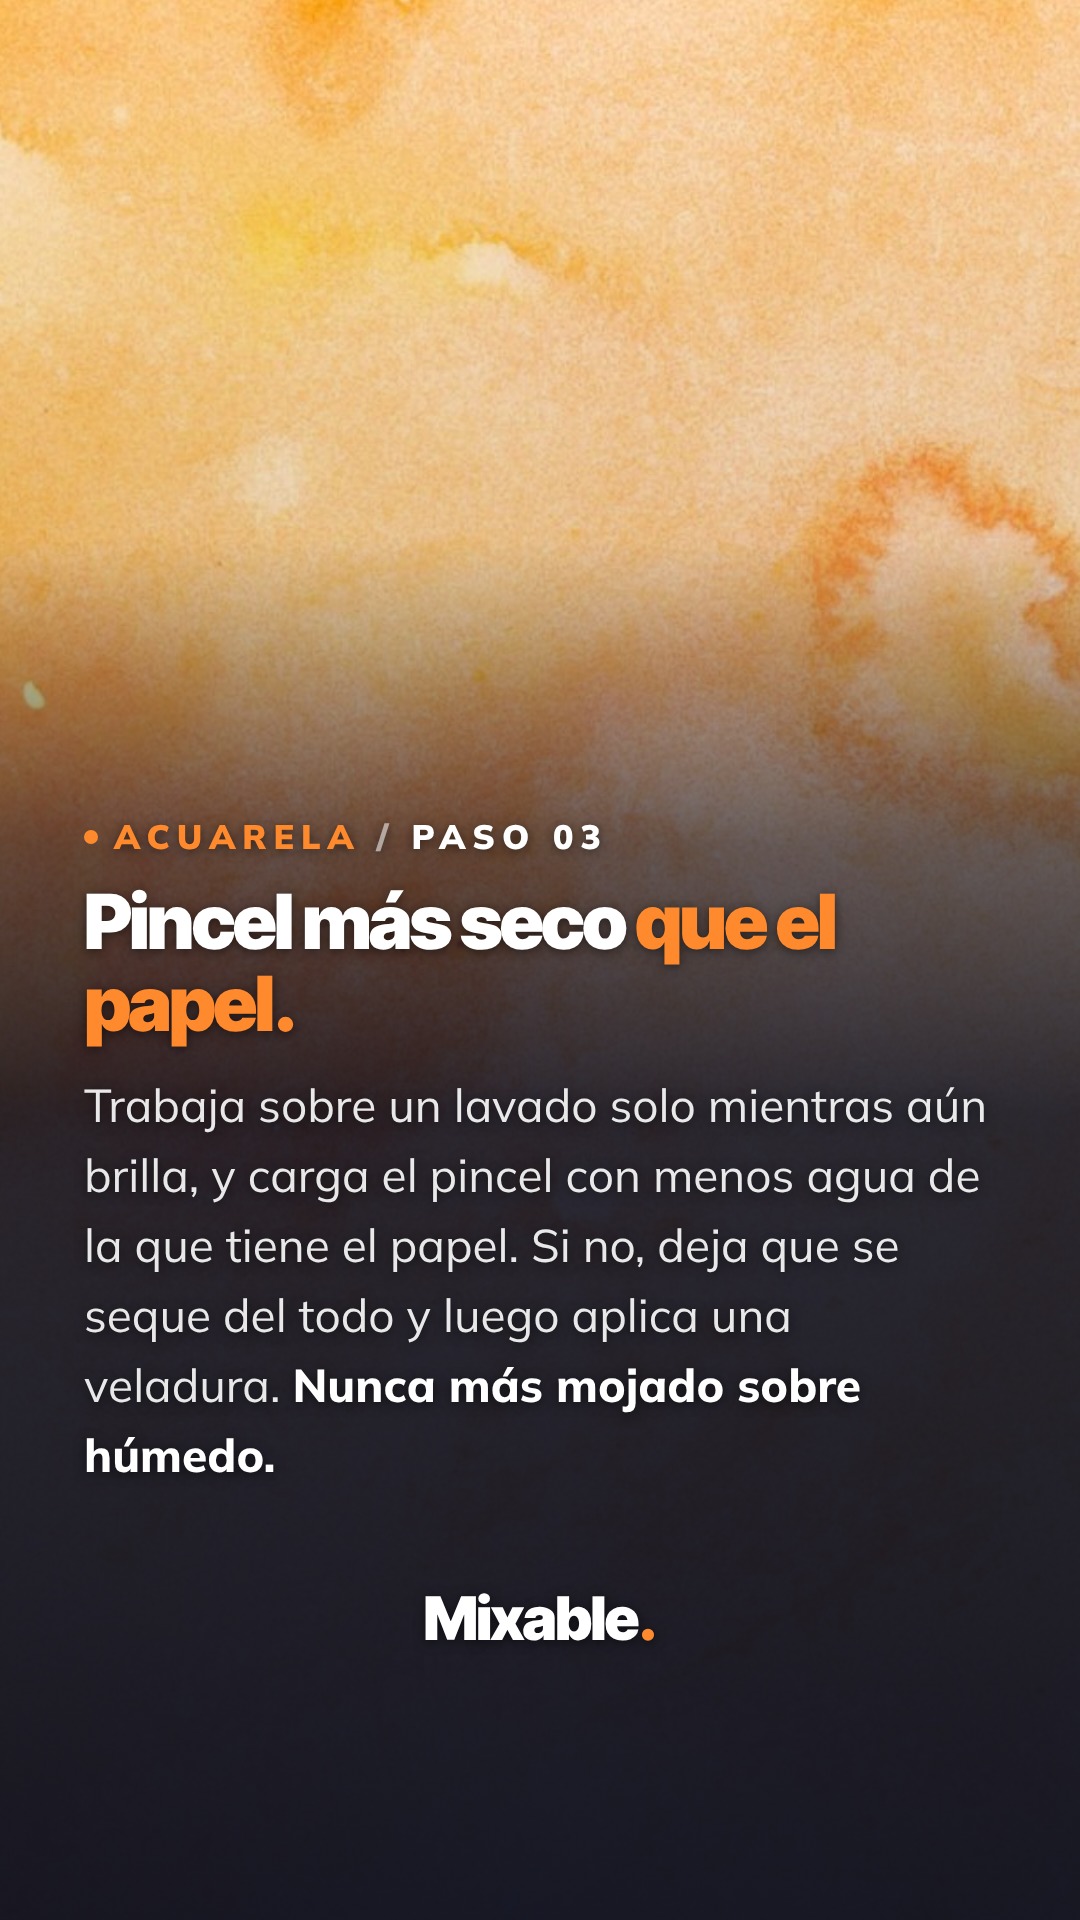 • ACUARELA / PASO 03
Pincel más seco que el
papel.
Trabaja sobre un lavado solo mientras aún
brilla, y carga el pincel con menos agua de
la que tiene el papel. Si no, deja que se
seque del todo y luego aplica una
veladura. Nunca más mojado sobre
húmedo.
Mixable.